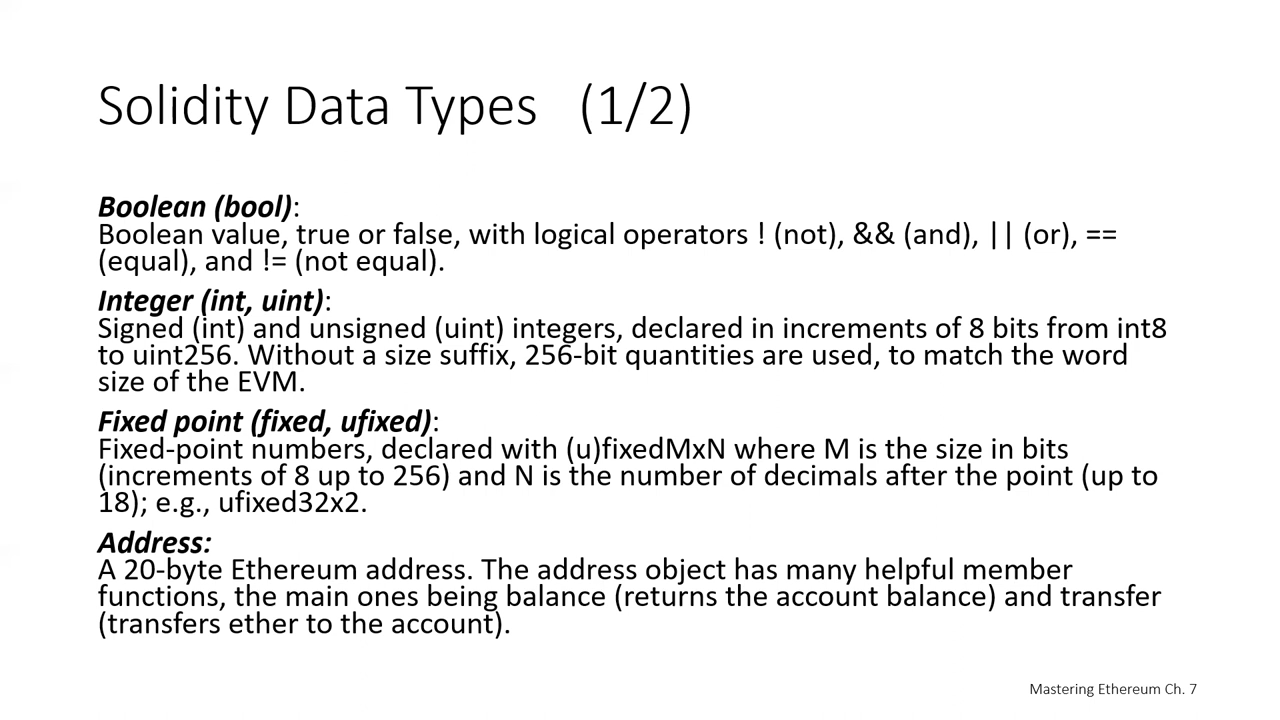 Solidity Data Types (1/2)
Boolean (bool):
Boolean value, true or false, with logical operators ! (not), && (and), || (or), ==
(equal), and != (not equal).
Integer (int, uint):
Signed (int) and unsigned (uint) integers, declared in increments of 8 bits from int8
to uint256. Without a size suffix, 256-bit quantities are used, to match the word
size of the EVM.
Fixed point (fixed, ufixed):
Fixed-point numbers, declared with (u)fixedMxN where M is the size in bits
(increments of 8 up to 256) and N is the number of decimals after the point (up to
18); e.g., ufixed32x2.
Address:
A 20-byte Ethereum address. The address object has many helpful member
functions, the main ones being balance (returns the account balance) and transfer
(transfers ether to the account).
Mastering Ethereum Ch. 7